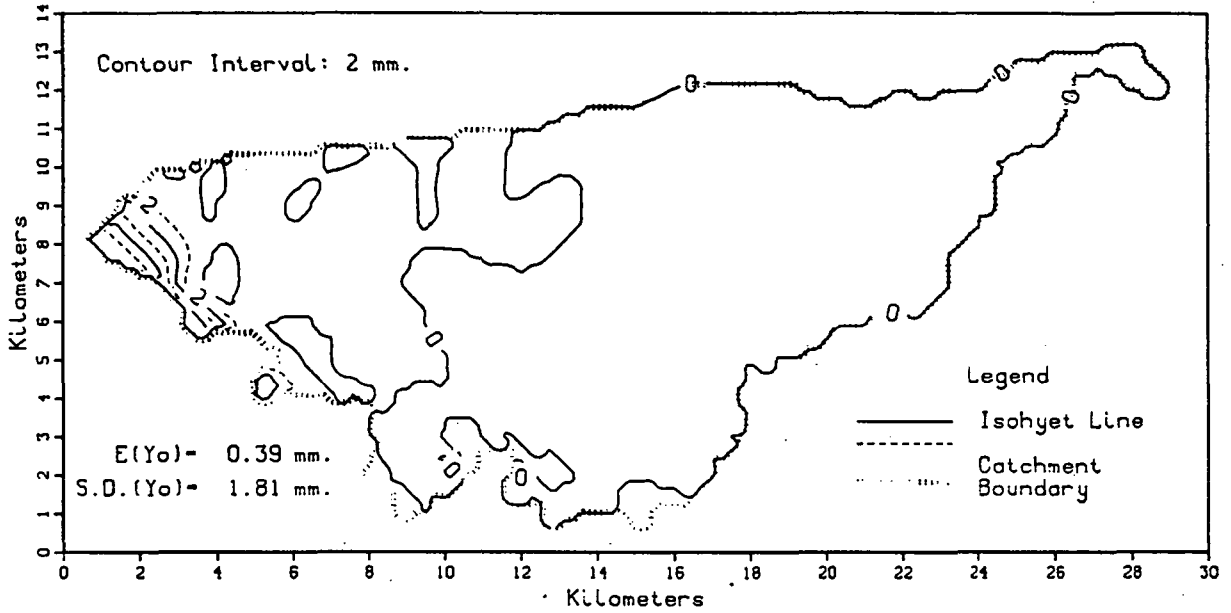 Contour Interval: 2 mm.
14
13
12
11
10
9
8
7
6
5
4
3
2
1
0
Kilometers
0
0
0
2
2
0
0
0
0
E(Yo)= 0.39 mm.
S.D.(Yo)= 1.81 mm.
Legend
Isohyet Line
Catchment
Boundary
0 2 4 6 8 10 12 14 16 18 20 22 24 26 28 30
Kilometers